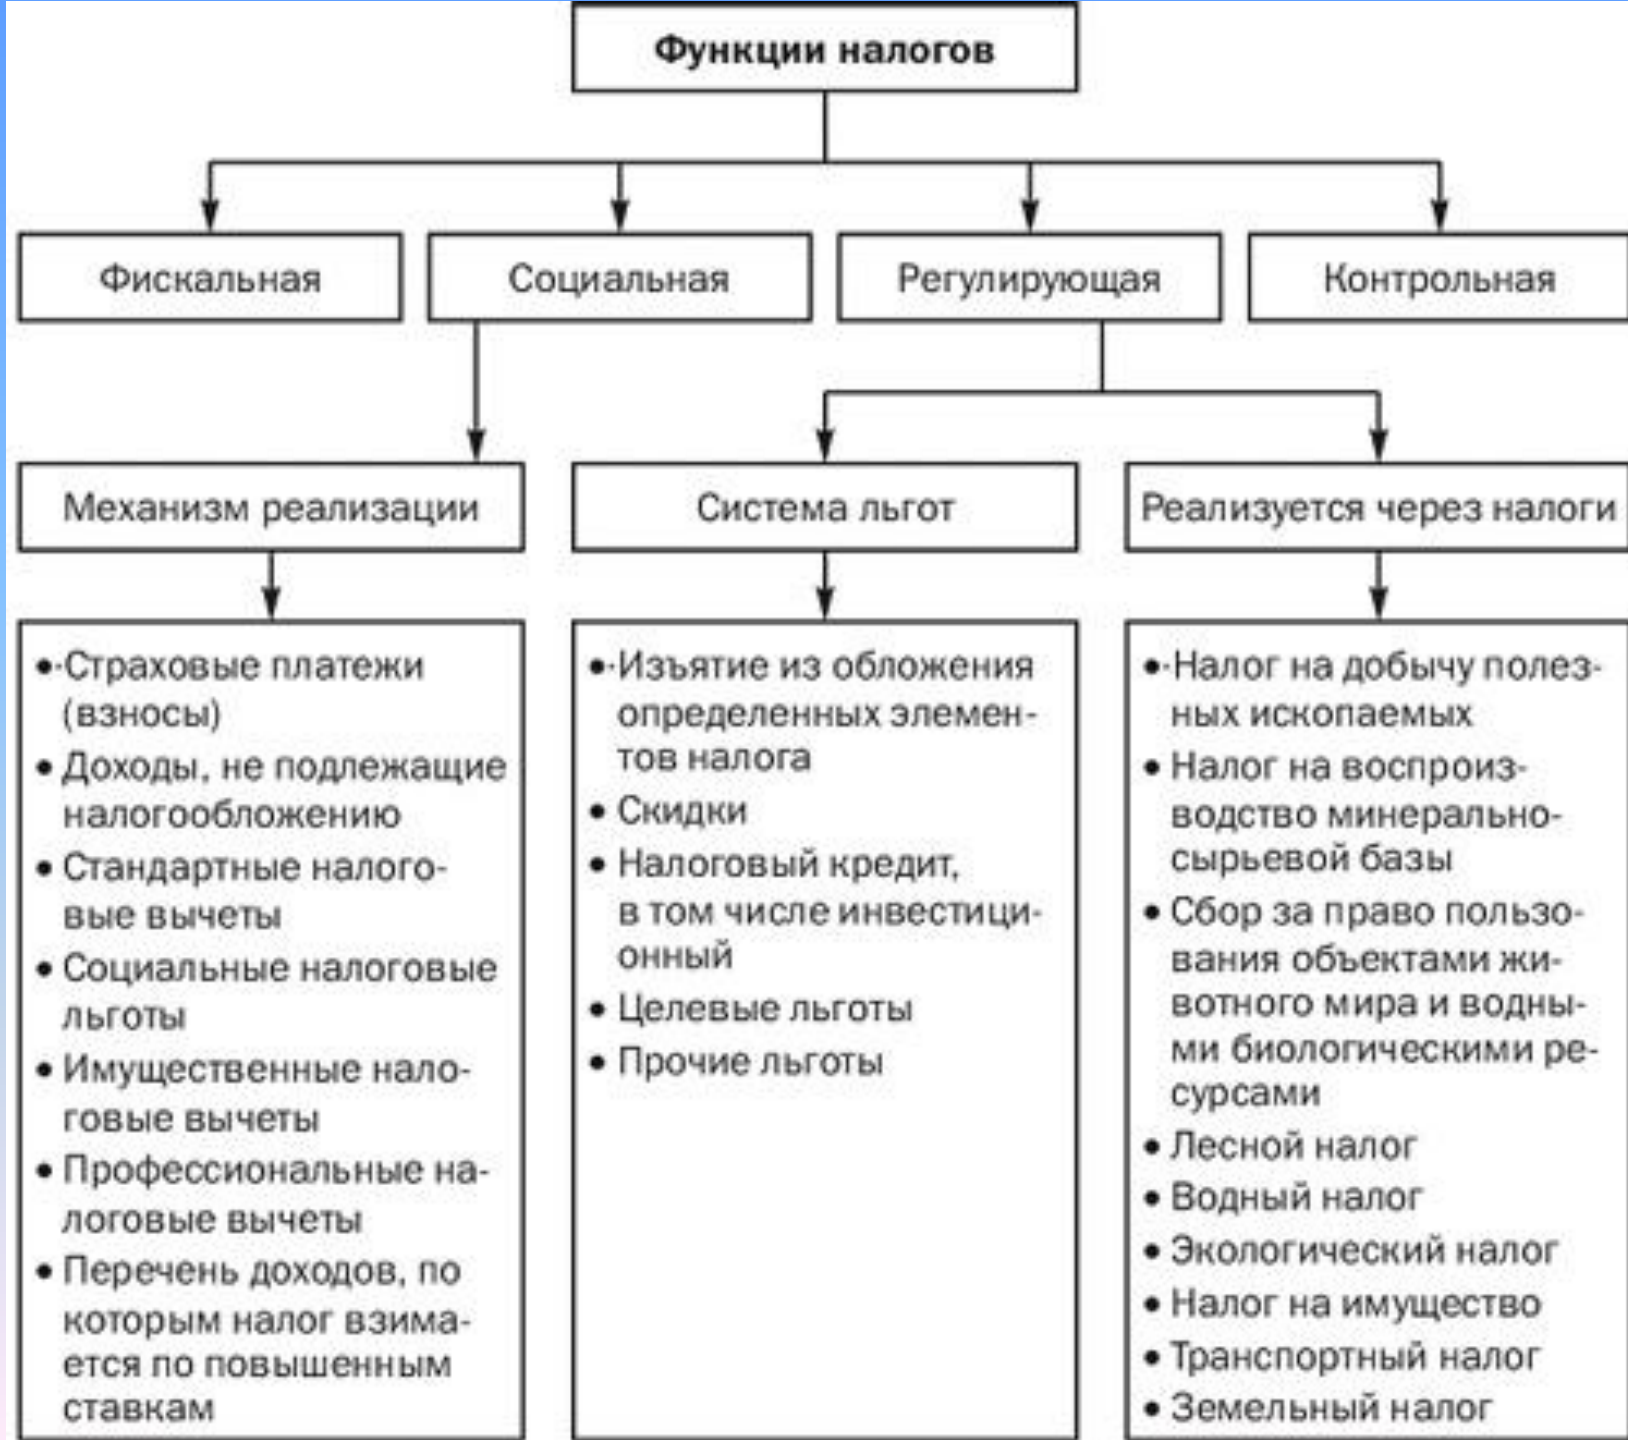 Функции налогов
Фискальная
Социальная
Регулирующая
Контрольная
Механизм реализации
Система льгот
Реализуется через налоги
•·Страховые платежи
(взносы)
• Доходы, не подлежащие
налогообложению
• Стандартные налого-
вые вычеты
• Социальные налоговые
льготы
• Имущественные нало-
говые вычеты
• Профессиональные на-
логовые вычеты
• Перечень доходов, по
которым налог взима-
ется по повышенным
ставкам
•·Изъятие из обложения
определенных элемен-
тов налога
• Скидки
• Налоговый кредит,
в том числе инвестици-
онный
• Целевые льготы
• Прочие льготы
•·Налог на добычу полез-
ных ископаемых
• Налог на воспроиз-
водство минерально-
сырьевой базы
• Сбор за право пользо-
вания объектами жи-
вотного мира и водны-
ми биологическими ре-
сурсами
• Лесной налог
• Водный налог
• Экологический налог
• Налог на имущество
• Транспортный налог
• Земельный налог